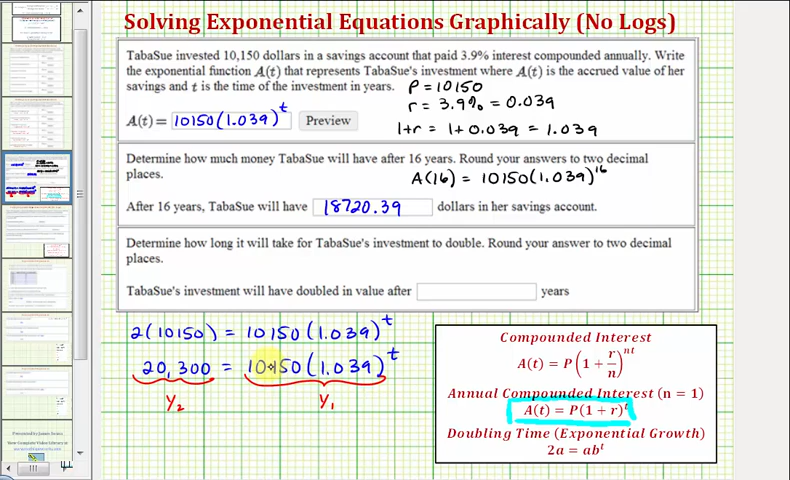 Solving Exponential Equations Graphically (No Logs)
TabaSue invested 10,150 dollars in a savings account that paid 3.9% interest compounded annually. Write
the exponential function A(t) that represents TabaSue's investment where A(t) is the accrued value of her
savings and t is the time of the investment in years.
P = 10150
r = 3.9% = 0.039
A(t) = 10150(1.039)^t Preview
1+r = 1+0.039 = 1.039
Determine how much money TabaSue will have after 16 years. Round your answers to two decimal
places.
A(16) = 10150(1.039)^16
After 16 years, TabaSue will have 18720.39 dollars in her savings account.
Determine how long it will take for TabaSue's investment to double. Round your answer to two decimal
places.
TabaSue's investment will have doubled in value after years
2(10150) = 10150(1.039)^t
20,300 = 10150(1.039)^t
Y₂ Y₁
Compounded Interest
A(t) = P(1 + r/n)^nt
Annual Compounded Interest (n = 1)
A(t) = P(1 + r)^t
Doubling Time (Exponential Growth)
2a = ab^t